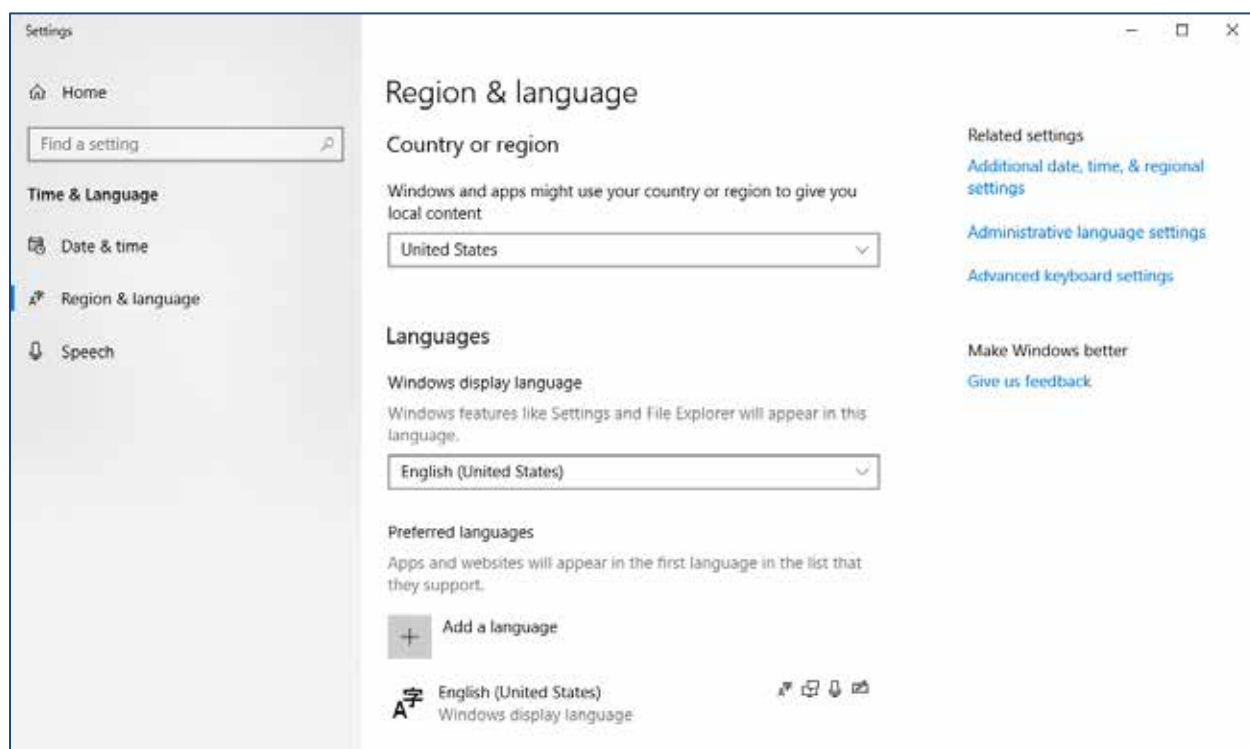 Settings
Home
Find a setting
Time & Language
Date & time
Region & language
Speech
Region & language
Country or region
Windows and apps might use your country or region to give you
local content
United States
Languages
Windows display language
Windows features like Settings and File Explorer will appear in this
language.
English (United States)
Preferred languages
Apps and websites will appear in the first language in the list that
they support.
Add a language
A字
English (United States)
Windows display language
Related settings
Additional date, time, & regional
settings
Administrative language settings
Advanced keyboard settings
Make Windows better
Give us feedback